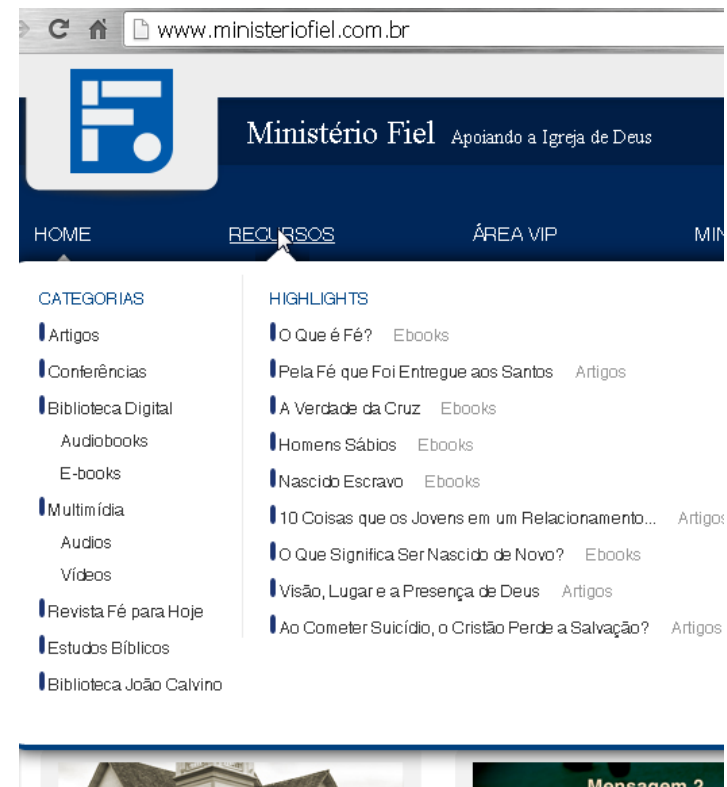 www.ministeriofiel.com.br
Ministério Fiel Apoiando a Igreja de Deus
HOME RECURSOS ÁREA VIP
CATEGORIAS
Artigos
Conferências
Biblioteca Digital
Audiobooks
E-books
Multimídia
Audios
Vídeos
Revista Fé para Hoje
Estudos Bíblicos
Biblioteca João Calvino
HIGHLIGHTS
O Que é Fé? Ebooks
Pela Fé que Foi Entregue aos Santos Artigos
A Verdade da Cruz Ebooks
Homens Sábios Ebooks
Nascido Escravo Ebooks
10 Coisas que os Jovens em um Relacionamento... Artigos
O Que Significa Ser Nascido de Novo? Ebooks
Visão, Lugar e a Presença de Deus Artigos
Ao Cometer Suicídio, o Cristão Perde a Salvação? Artigos
Mensagem 2